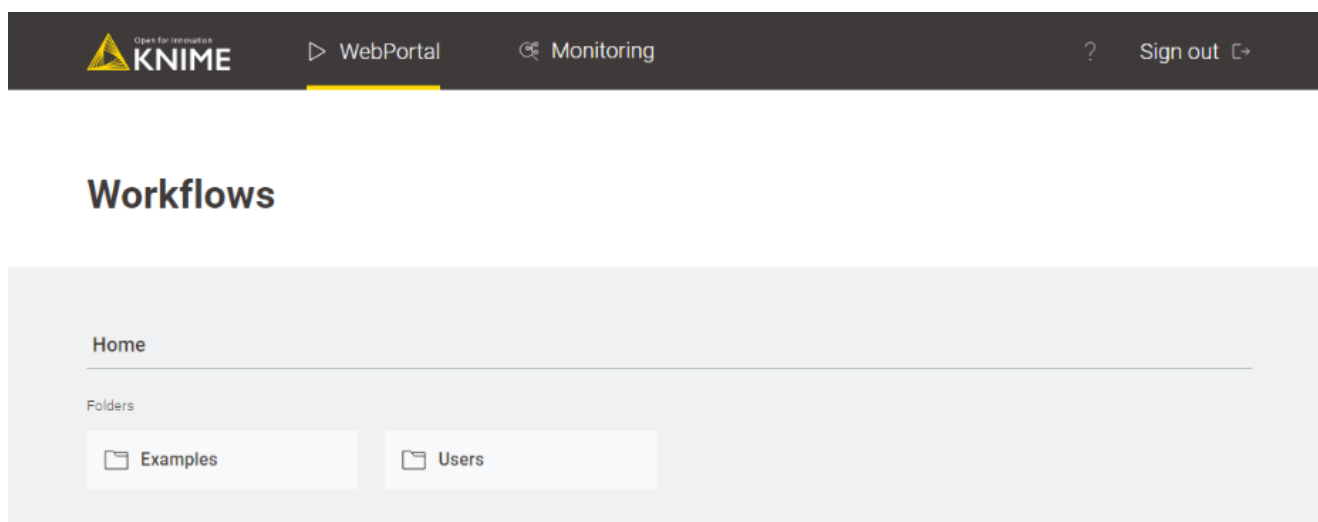 Open for Innovation
KNIME
WebPortal
Monitoring
?
Sign out
Workflows
Home
Folders
Examples
Users